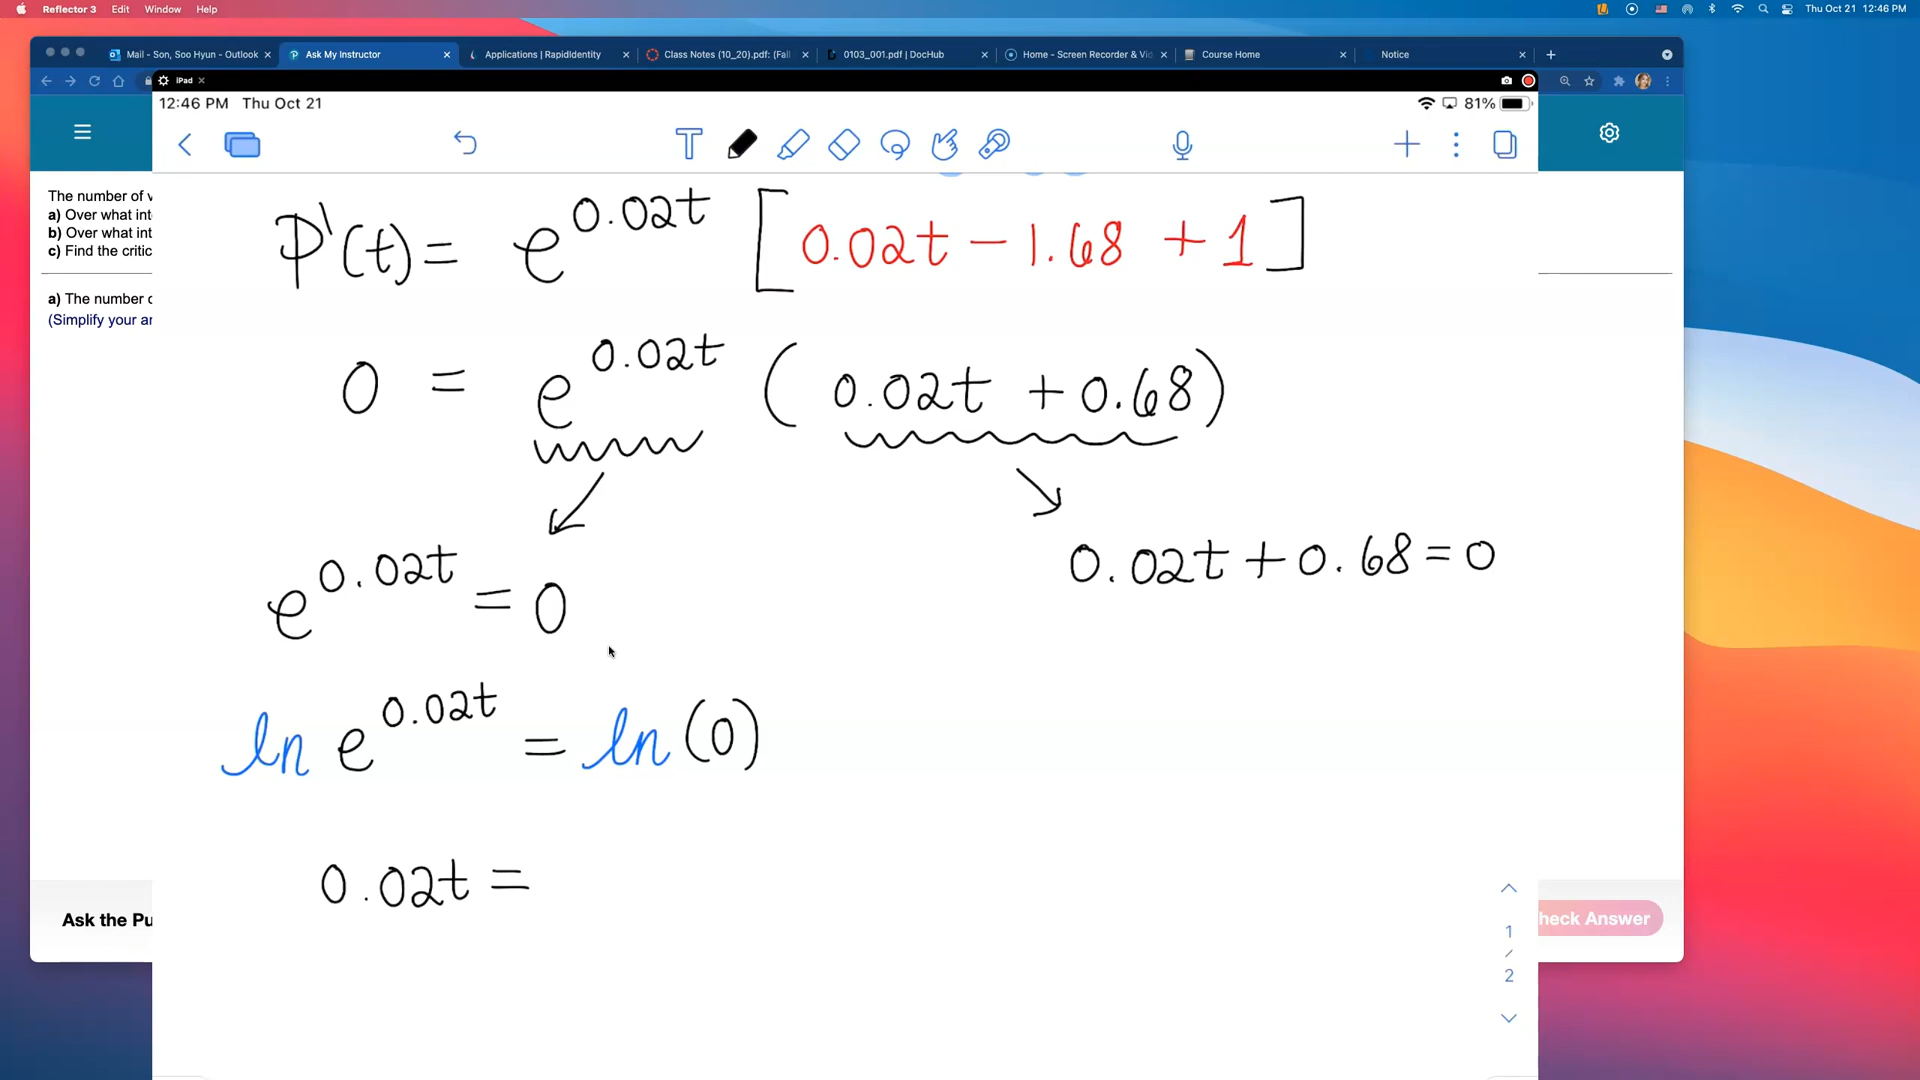 Reflector 3 Edit Window Help Thu Oct 21 12:46 PM
Mail - Son, Soo Hyun - Outlook Ask My Instructor Applications | RapidIdentity Class Notes (10_20).pdf: (Fall 0103_001.pdf | DocHub Home - Screen Recorder & Vid Course Home Notice
iPad
12:46 PM Thu Oct 21 81%
The number of v
a) Over what int
b) Over what int
c) Find the critic
a) The number o
(Simplify your an
P'(t) = e^0.02t [0.02t - 1.68 + 1]
0 = e^0.02t (0.02t + 0.68)
e^0.02t = 0
0.02t + 0.68 = 0
ln e^0.02t = ln (0)
0.02t =
Ask the Pu
heck Answer
1
/
2